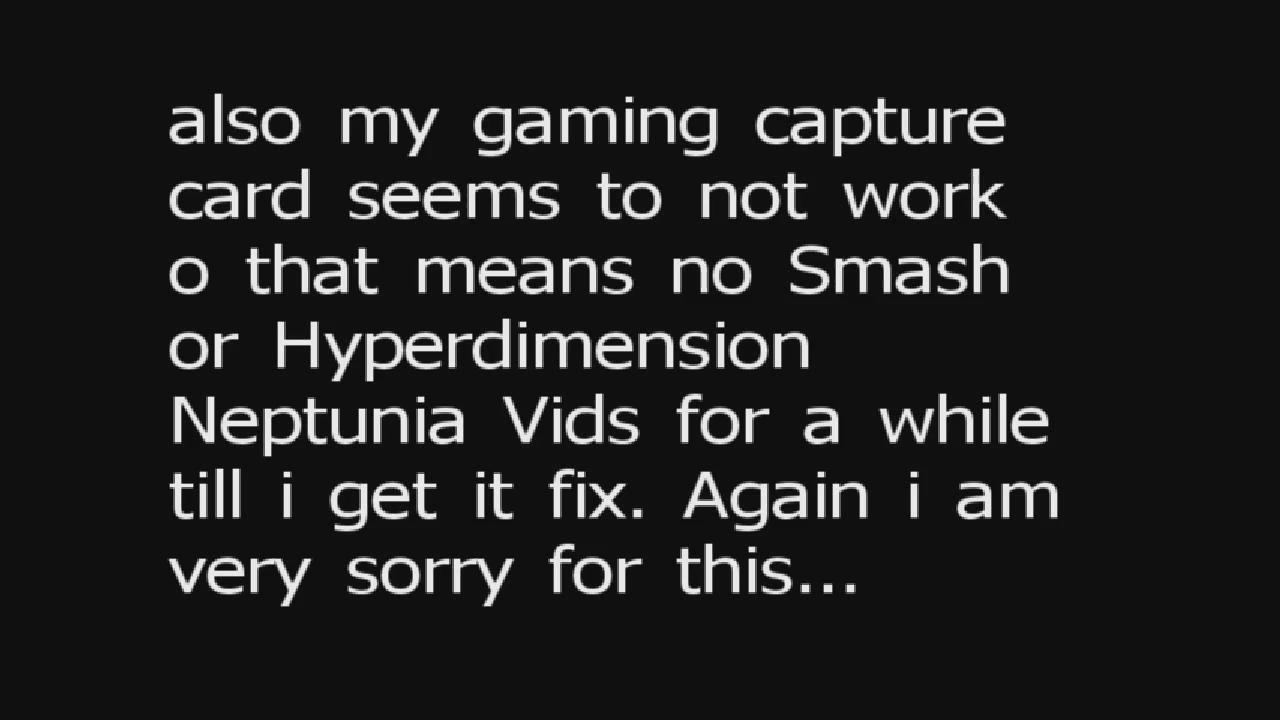 also my gaming capture
card seems to not work
o that means no Smash
or Hyperdimension
Neptunia Vids for a while
till i get it fix. Again i am
very sorry for this...